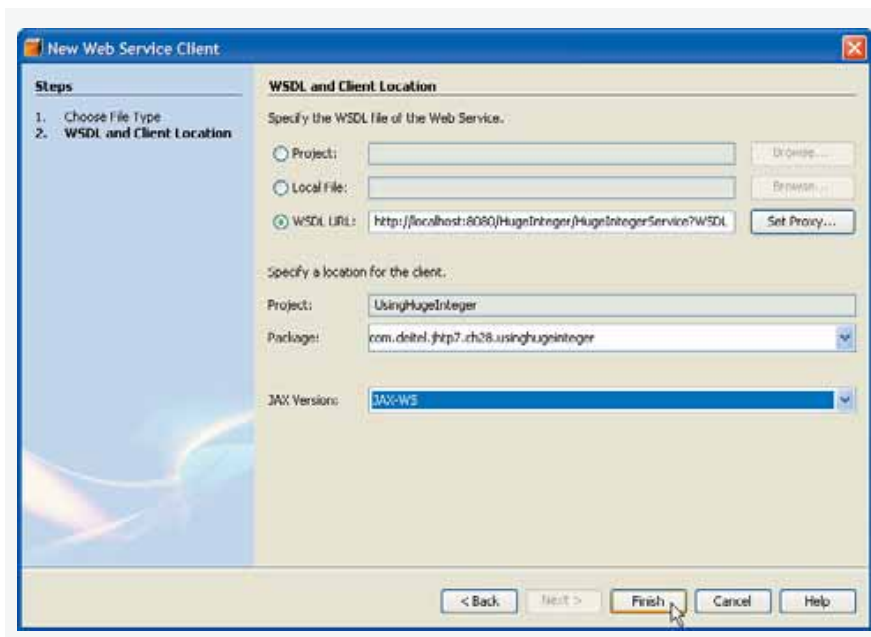 New Web Service Client
Steps
1. Choose File Type
2. WSDL and Client Location
WSDL and Client Location
Specify the WSDL file of the Web Service.
Project:
Browse...
Local File:
Browse...
WSDL URL:
http://localhost:8080/HugeInteger/HugeIntegerService?WSDL
Set Proxy...
Specify a location for the client.
Project:
UsingHugeInteger
Package:
com.deitel.jhtp7.ch28.usinghugeinteger
JAX Version:
JAX-WS
< Back
Next >
Finish
Cancel
Help